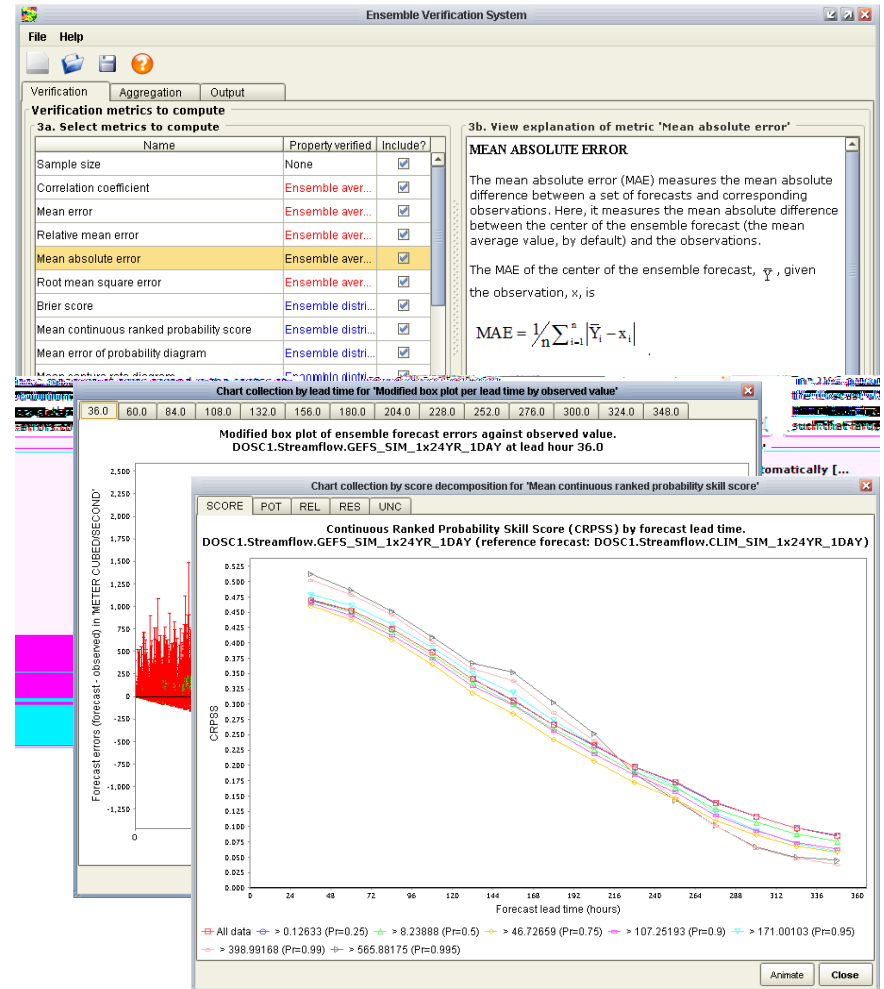 Ensemble Verification System
File Help
Verification Aggregation Output
Verification metrics to compute
3a. Select metrics to compute
Name Property verified Include?
Sample size None
Correlation coefficient Ensemble aver...
Mean error Ensemble aver...
Relative mean error Ensemble aver...
Mean absolute error Ensemble aver...
Root mean square error Ensemble aver...
Brier score Ensemble distri...
Mean continuous ranked probability score Ensemble distri...
Mean error of probability diagram Ensemble distri...
3b. View explanation of metric 'Mean absolute error'
MEAN ABSOLUTE ERROR
The mean absolute error (MAE) measures the mean absolute
difference between a set of forecasts and corresponding
observations. Here, it measures the mean absolute difference
between the center of the ensemble forecast (the mean
average value, by default) and the observations.
The MAE of the center of the ensemble forecast, Ȳ , given
the observation, x, is
MAE = 1/n ∑ⁿᵢ₌₁ |Ȳᵢ − xᵢ|
Chart collection by lead time for 'Modified box plot per lead time by observed value'
36.0 60.0 84.0 108.0 132.0 156.0 180.0 204.0 228.0 252.0 276.0 300.0 324.0 348.0
Modified box plot of ensemble forecast errors against observed value.
DOSC1.Streamflow.GEFS_SIM_1x24YR_1DAY at lead hour 36.0
Forecast errors (forecast - observed) in METER CUBED/SECOND'
2,500
2,000
1,750
1,500
1,250
1,000
750
500
250
0
-250
-500
-750
-1,000
-1,250
0
tomatically [...
Chart collection by score decomposition for 'Mean continuous ranked probability skill score'
SCORE POT REL RES UNC
Continuous Ranked Probability Skill Score (CRPSS) by forecast lead time.
DOSC1.Streamflow.GEFS_SIM_1x24YR_1DAY (reference forecast: DOSC1.Streamflow.CLIM_SIM_1x24YR_1DAY)
CRPSS
0.525
0.500
0.475
0.450
0.425
0.400
0.375
0.350
0.325
0.300
0.275
0.250
0.225
0.200
0.175
0.150
0.125
0.100
0.075
0.050
0.025
0.000
0 24 48 72 96 120 144 168 192 216 240 264 288 312 336 360
Forecast lead time (hours)
All data > 0.12633 (Pr=0.25) > 8.23888 (Pr=0.5) > 46.72659 (Pr=0.75) > 107.25193 (Pr=0.9) > 171.00103 (Pr=0.95)
> 398.99168 (Pr=0.99) > 565.88175 (Pr=0.995)
Animate Close